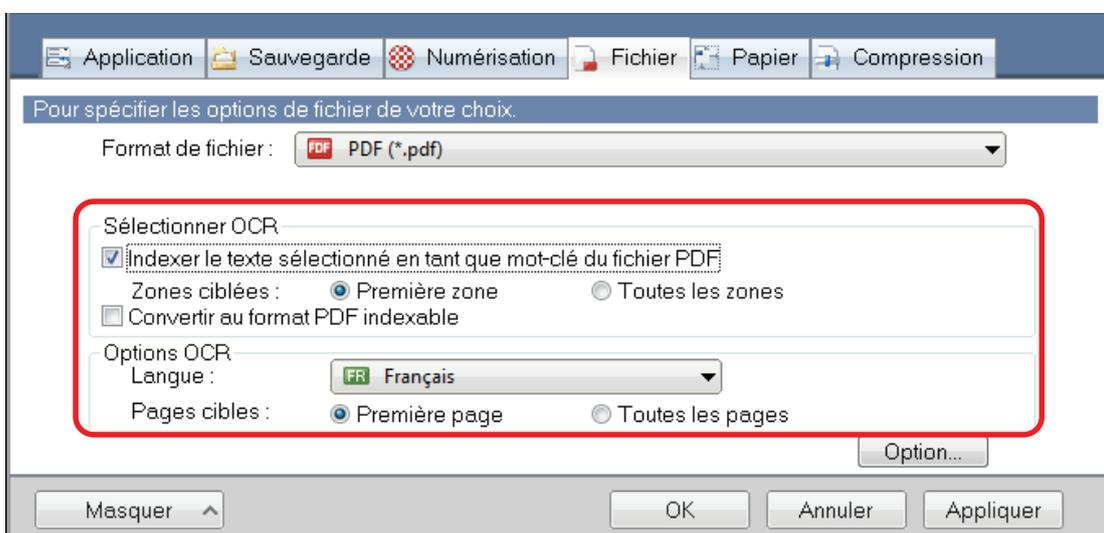 Application Sauvegarde Numérisation Fichier Papier Compression
Pour spécifier les options de fichier de votre choix.
Format de fichier : PDF PDF (*.pdf)
Sélectionner OCR
Indexer le texte sélectionné en tant que mot-clé du fichier PDF
Zones ciblées : Première zone Toutes les zones
Convertir au format PDF indexable
Options OCR
Langue : FR Français
Pages cibles : Première page Toutes les pages
Option...
Masquer OK Annuler Appliquer